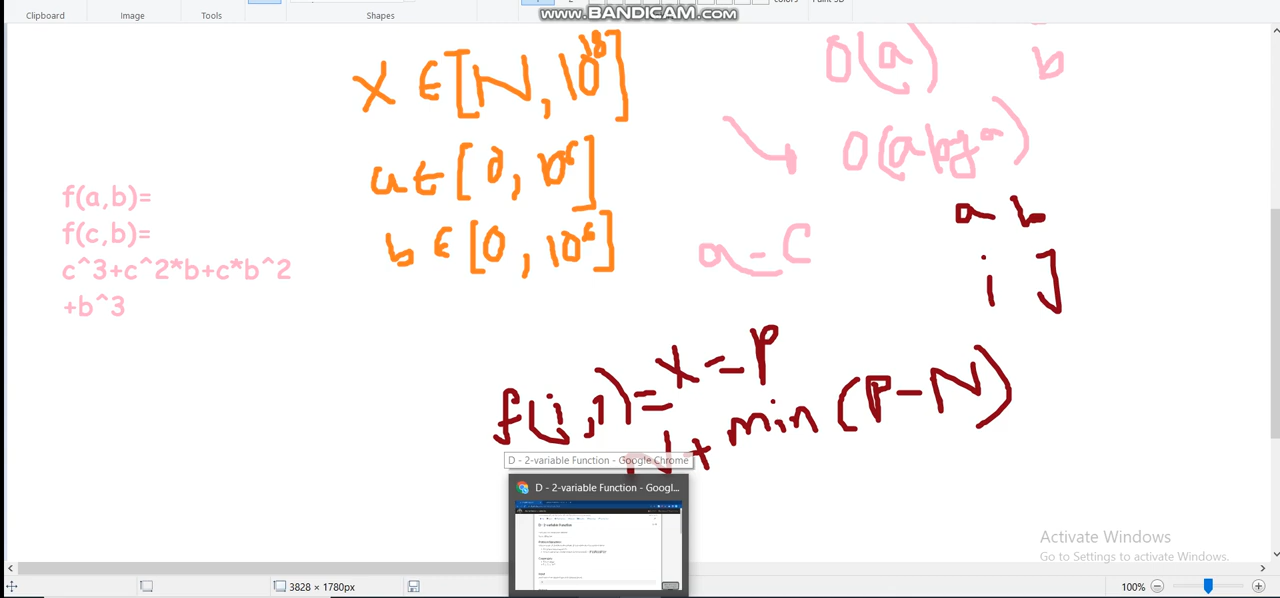 Clipboard
Image
Tools
Shapes
www.BANDICAM.com
X ∈ [N, 10^18]
a ∈ [0, 10^6]
b ∈ [0, 10^6]
O(a)
b
a - C
a b
i j
f(a,b)=
f(c,b)=
c^3+c^2*b+c*b^2
+b^3
f(i, j) = X = P
N + min (P - N)
D - 2-variable Function - Google Chrome
D - 2-variable Function - Googl...
Activate Windows
Go to Settings to activate Windows.
3828 × 1780px
100%